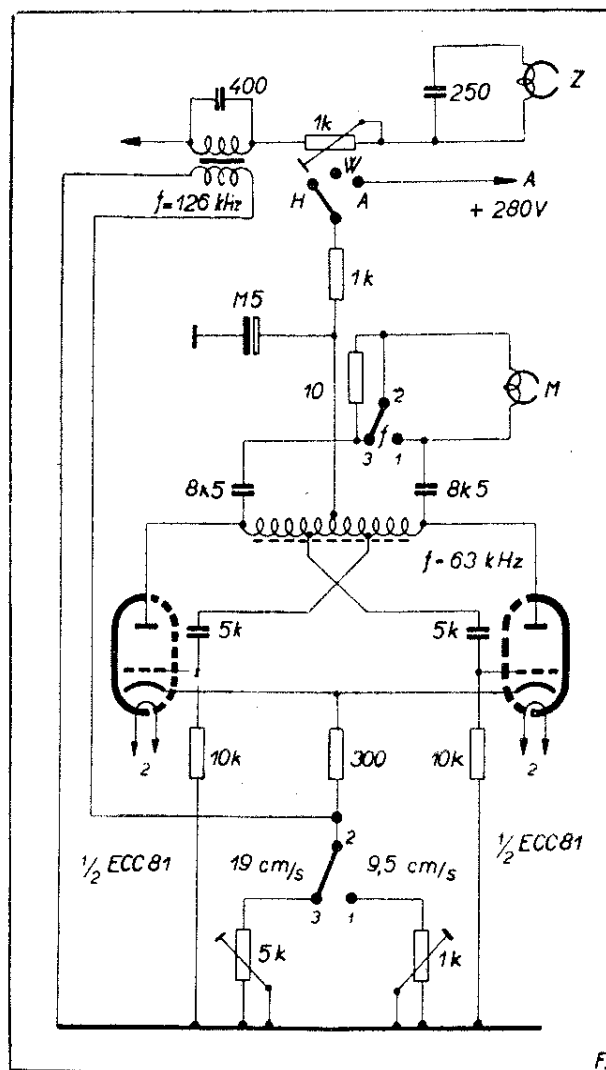 400
250
Z
1k
W
H
A
A
f=126 kHz
+ 280V
1k
M5
10
2
M
f
3
1
8k5
8k5
f=63 kHz
5k
5k
2
10k
300
10k
2
½ ECC81
2
½ ECC81
19 cm/s
9,5 cm/s
3
1
5k
1k